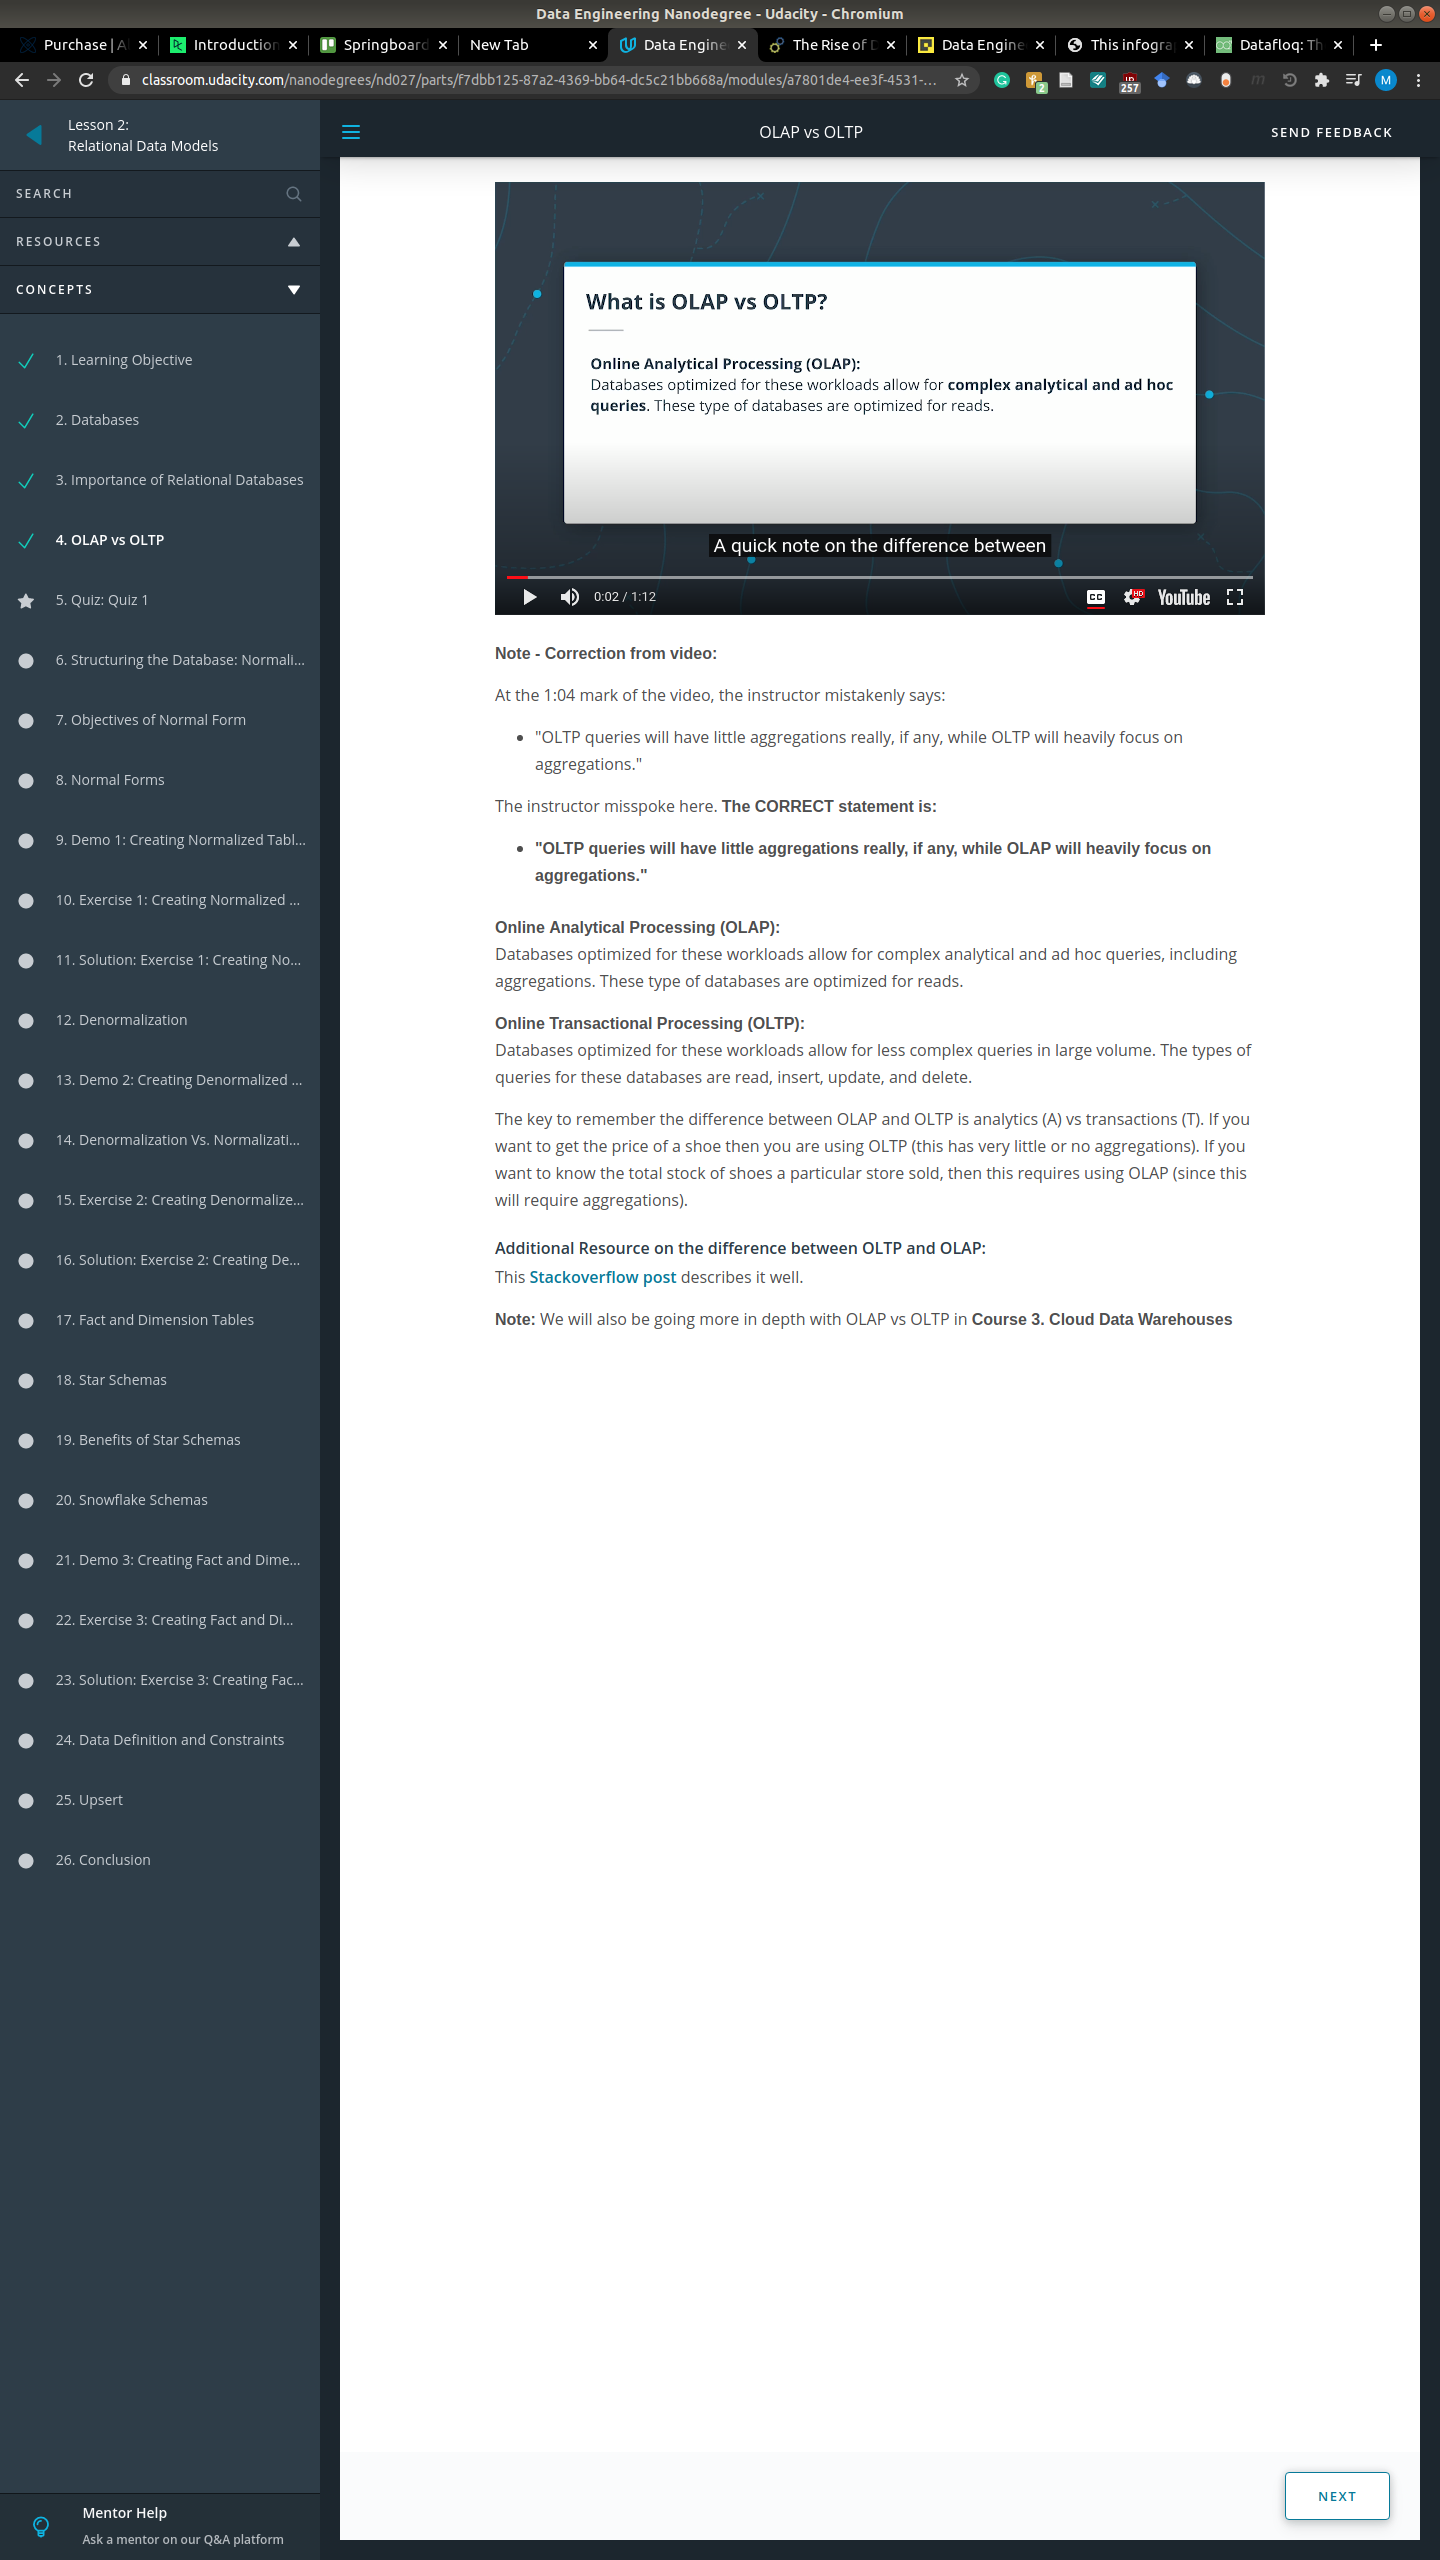 Data Engineering Nanodegree - Udacity - Chromium
Purchase | A
Introduction
Springboard
New Tab
Data Engine
The Rise of D
Data Engine
This infogra
Datafloq: Th
classroom.udacity.com/nanodegrees/nd027/parts/f7dbb125-87a2-4369-bb64-dc5c21bb668a/modules/a7801de4-ee3f-4531-...
2
257
M
Lesson 2:
Relational Data Models
OLAP vs OLTP
SEND FEEDBACK
SEARCH
RESOURCES
CONCEPTS
1. Learning Objective
2. Databases
3. Importance of Relational Databases
4. OLAP vs OLTP
5. Quiz: Quiz 1
6. Structuring the Database: Normali...
7. Objectives of Normal Form
8. Normal Forms
9. Demo 1: Creating Normalized Tabl...
10. Exercise 1: Creating Normalized ...
11. Solution: Exercise 1: Creating No...
12. Denormalization
13. Demo 2: Creating Denormalized ...
14. Denormalization Vs. Normalizati...
15. Exercise 2: Creating Denormalize...
16. Solution: Exercise 2: Creating De...
17. Fact and Dimension Tables
18. Star Schemas
19. Benefits of Star Schemas
20. Snowflake Schemas
21. Demo 3: Creating Fact and Dime...
22. Exercise 3: Creating Fact and Di...
23. Solution: Exercise 3: Creating Fac...
24. Data Definition and Constraints
25. Upsert
26. Conclusion
Mentor Help
Ask a mentor on our Q&A platform
What is OLAP vs OLTP?
Online Analytical Processing (OLAP):
Databases optimized for these workloads allow for complex analytical and ad hoc
queries. These type of databases are optimized for reads.
A quick note on the difference between
0:02 / 1:12
CC
HD
YouTube
Note - Correction from video:
At the 1:04 mark of the video, the instructor mistakenly says:
"OLTP queries will have little aggregations really, if any, while OLTP will heavily focus on
aggregations."
The instructor misspoke here. The CORRECT statement is:
"OLTP queries will have little aggregations really, if any, while OLAP will heavily focus on
aggregations."
Online Analytical Processing (OLAP):
Databases optimized for these workloads allow for complex analytical and ad hoc queries, including
aggregations. These type of databases are optimized for reads.
Online Transactional Processing (OLTP):
Databases optimized for these workloads allow for less complex queries in large volume. The types of
queries for these databases are read, insert, update, and delete.
The key to remember the difference between OLAP and OLTP is analytics (A) vs transactions (T). If you
want to get the price of a shoe then you are using OLTP (this has very little or no aggregations). If you
want to know the total stock of shoes a particular store sold, then this requires using OLAP (since this
will require aggregations).
Additional Resource on the difference between OLTP and OLAP:
This Stackoverflow post describes it well.
Note: We will also be going more in depth with OLAP vs OLTP in Course 3. Cloud Data Warehouses
NEXT